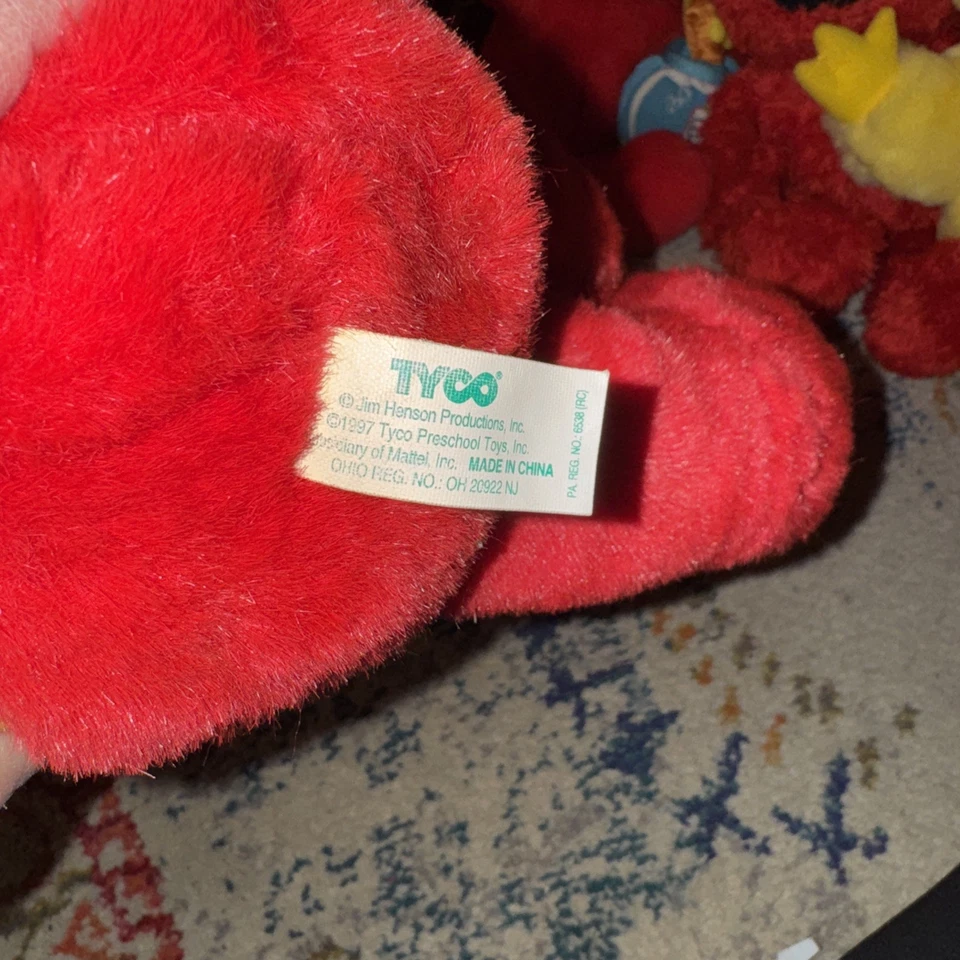 TYCO®
© Jim Henson Productions, Inc.
©1997 Tyco Preschool Toys, Inc.
sidiary of Mattel, Inc. MADE IN CHINA
OHIO REG. NO.: OH 20922 NJ
PA. REG. NO.: 6538 (RC)